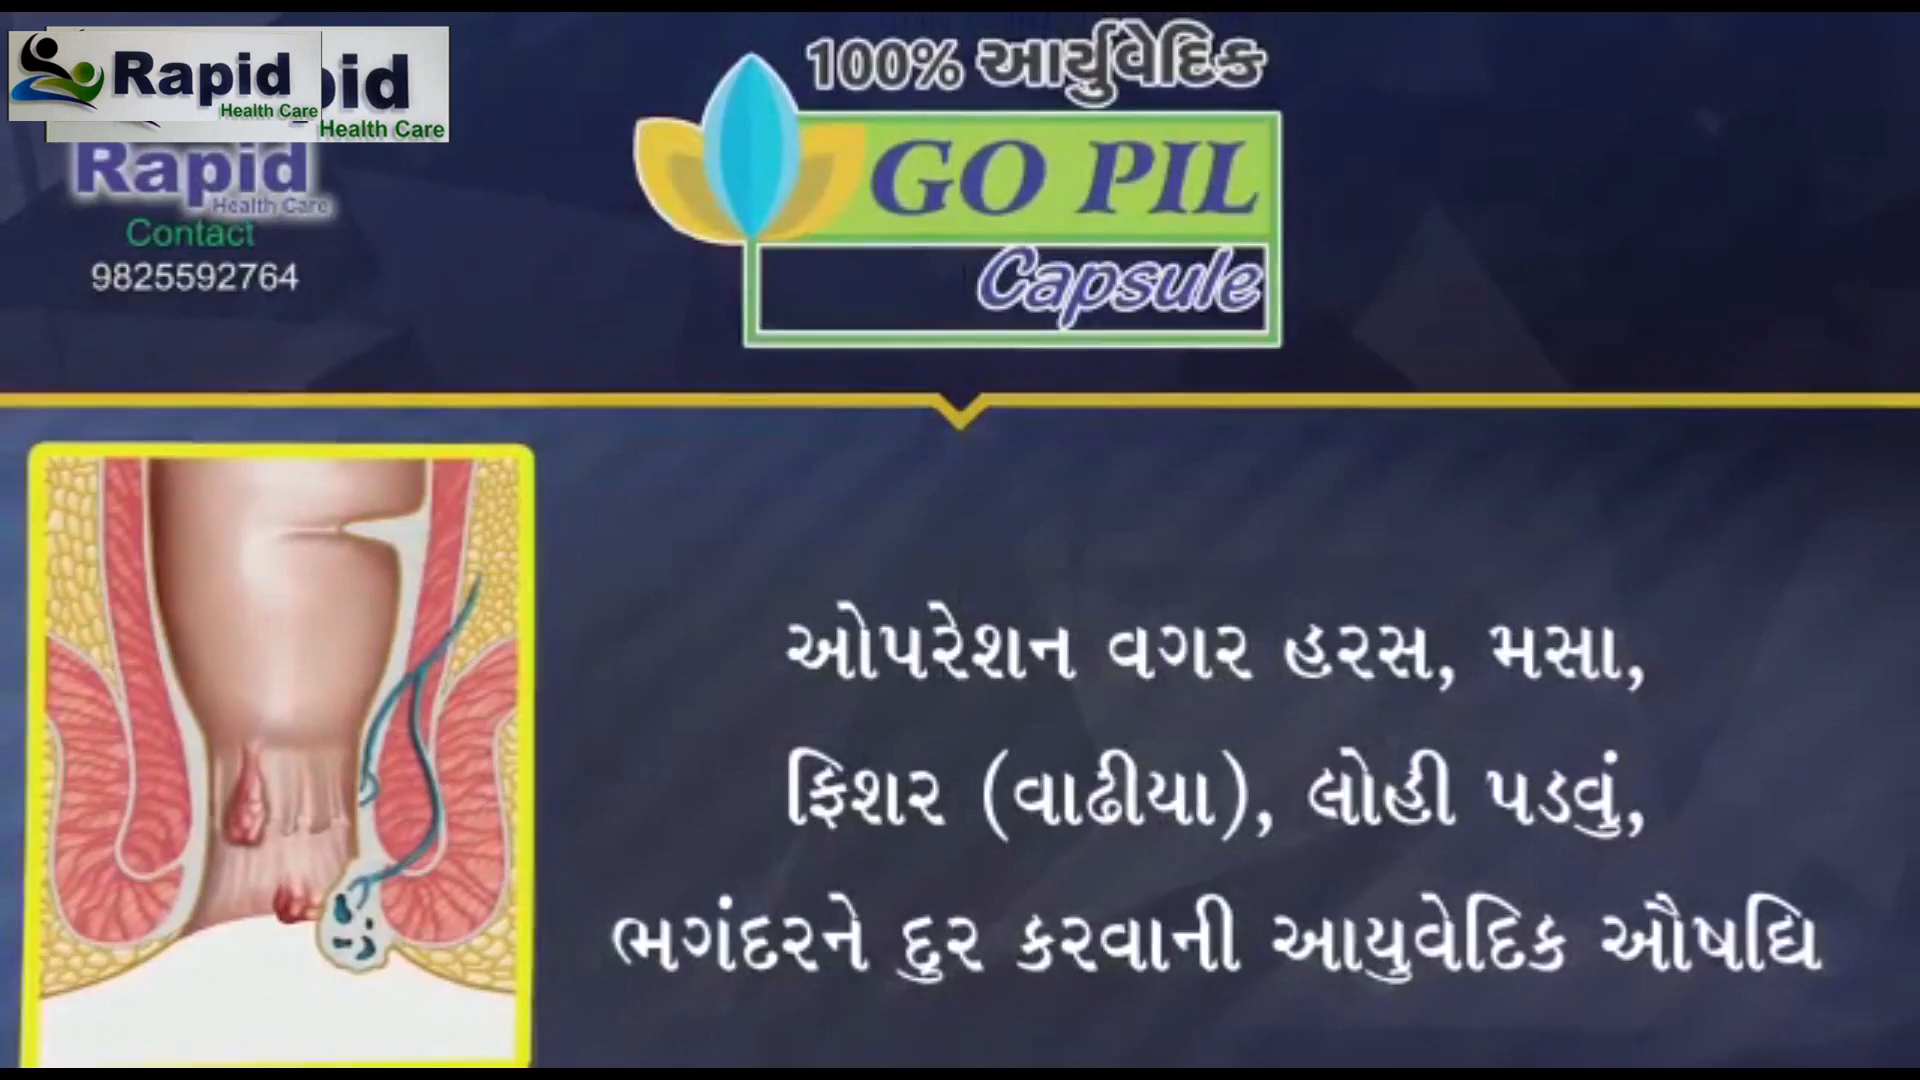 Rapid
Health Care
pid
Health Care
Rapid
Health Care
Contact
9825592764
100% આર્યુવેદિક
GO PIL
Capsule
ઓપરેશન વગર હરસ, મસા,
ફિશર (વાઢીયા), લોહી પડવું,
ભગંદરને દુર કરવાની આયુવેદિક ઔષધિ